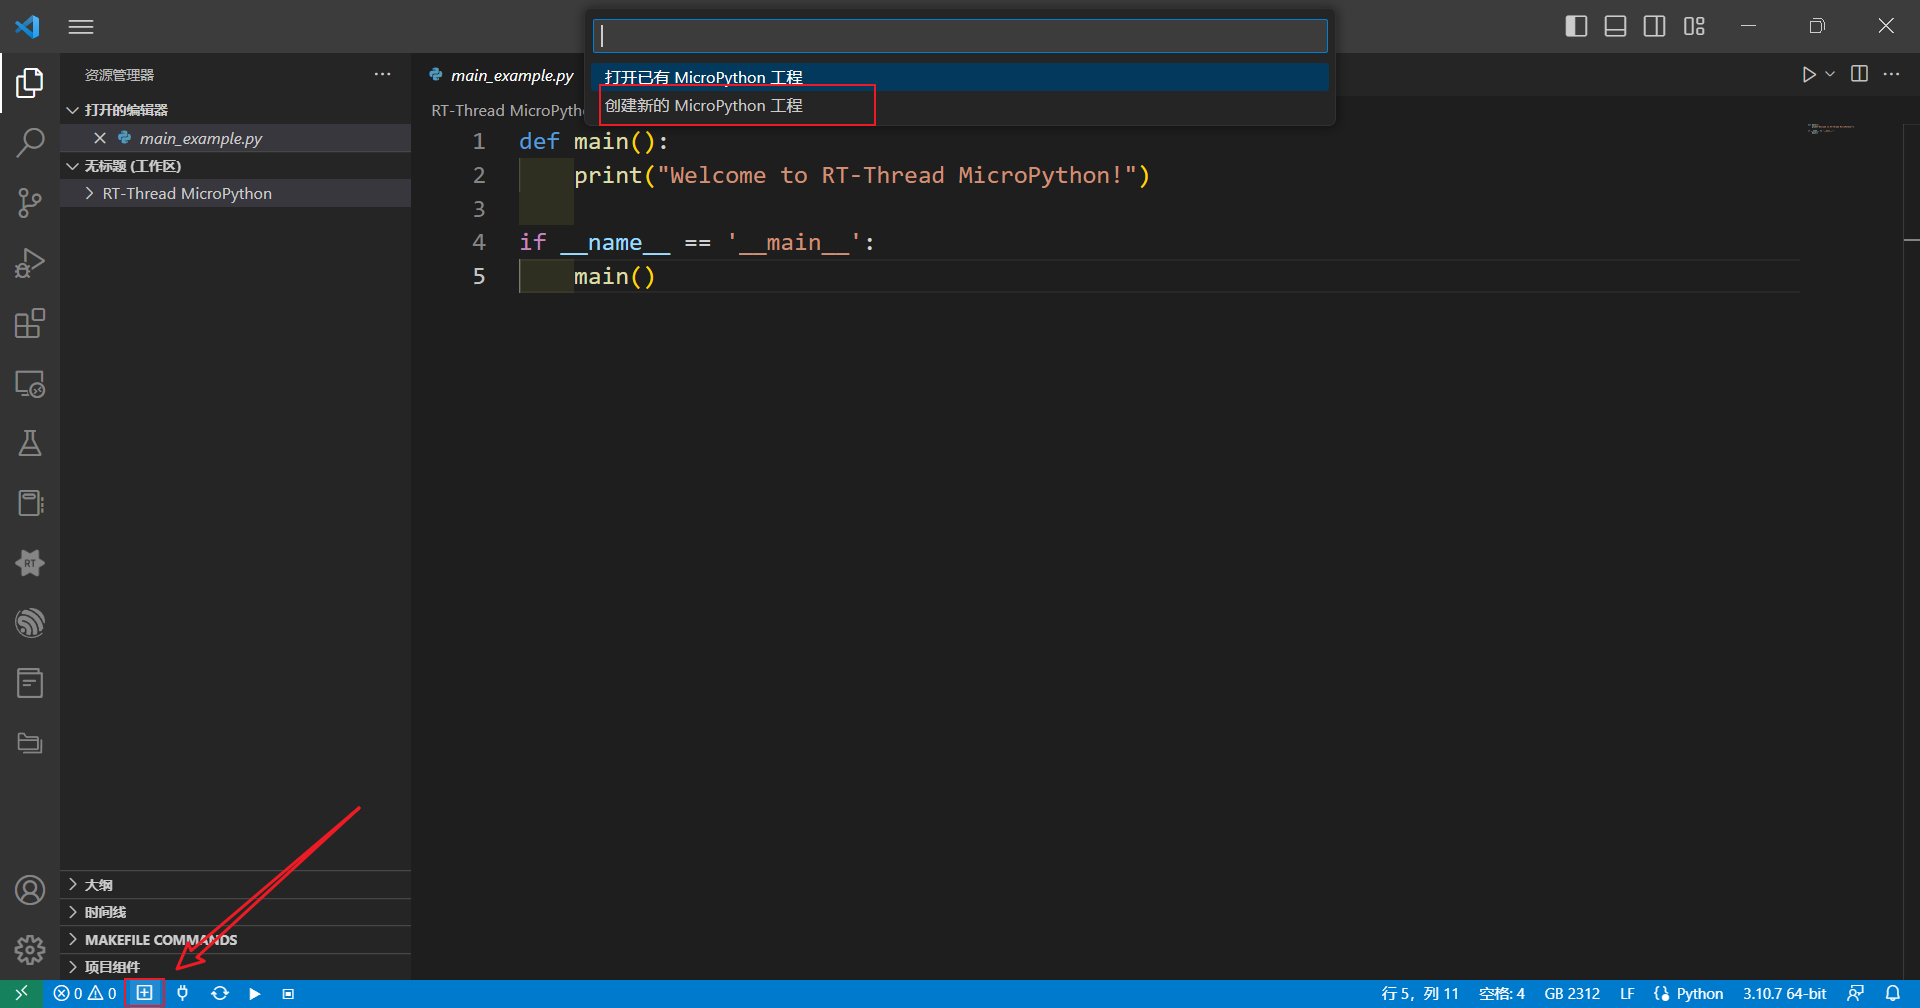 资源管理器
打开的编辑器
main_example.py
无标题 (工作区)
RT-Thread MicroPython
大纲
时间线
MAKEFILE COMMANDS
项目组件
main_example.py
打开已有 MicroPython 工程
创建新的 MicroPython 工程
RT-Thread MicroPyth
1 def main():
2     print("Welcome to RT-Thread MicroPython!")
3
4 if __name__ == '__main__':
5     main()
RT
0 0
行 5，列 11 空格: 4 GB 2312 LF Python 3.10.7 64-bit